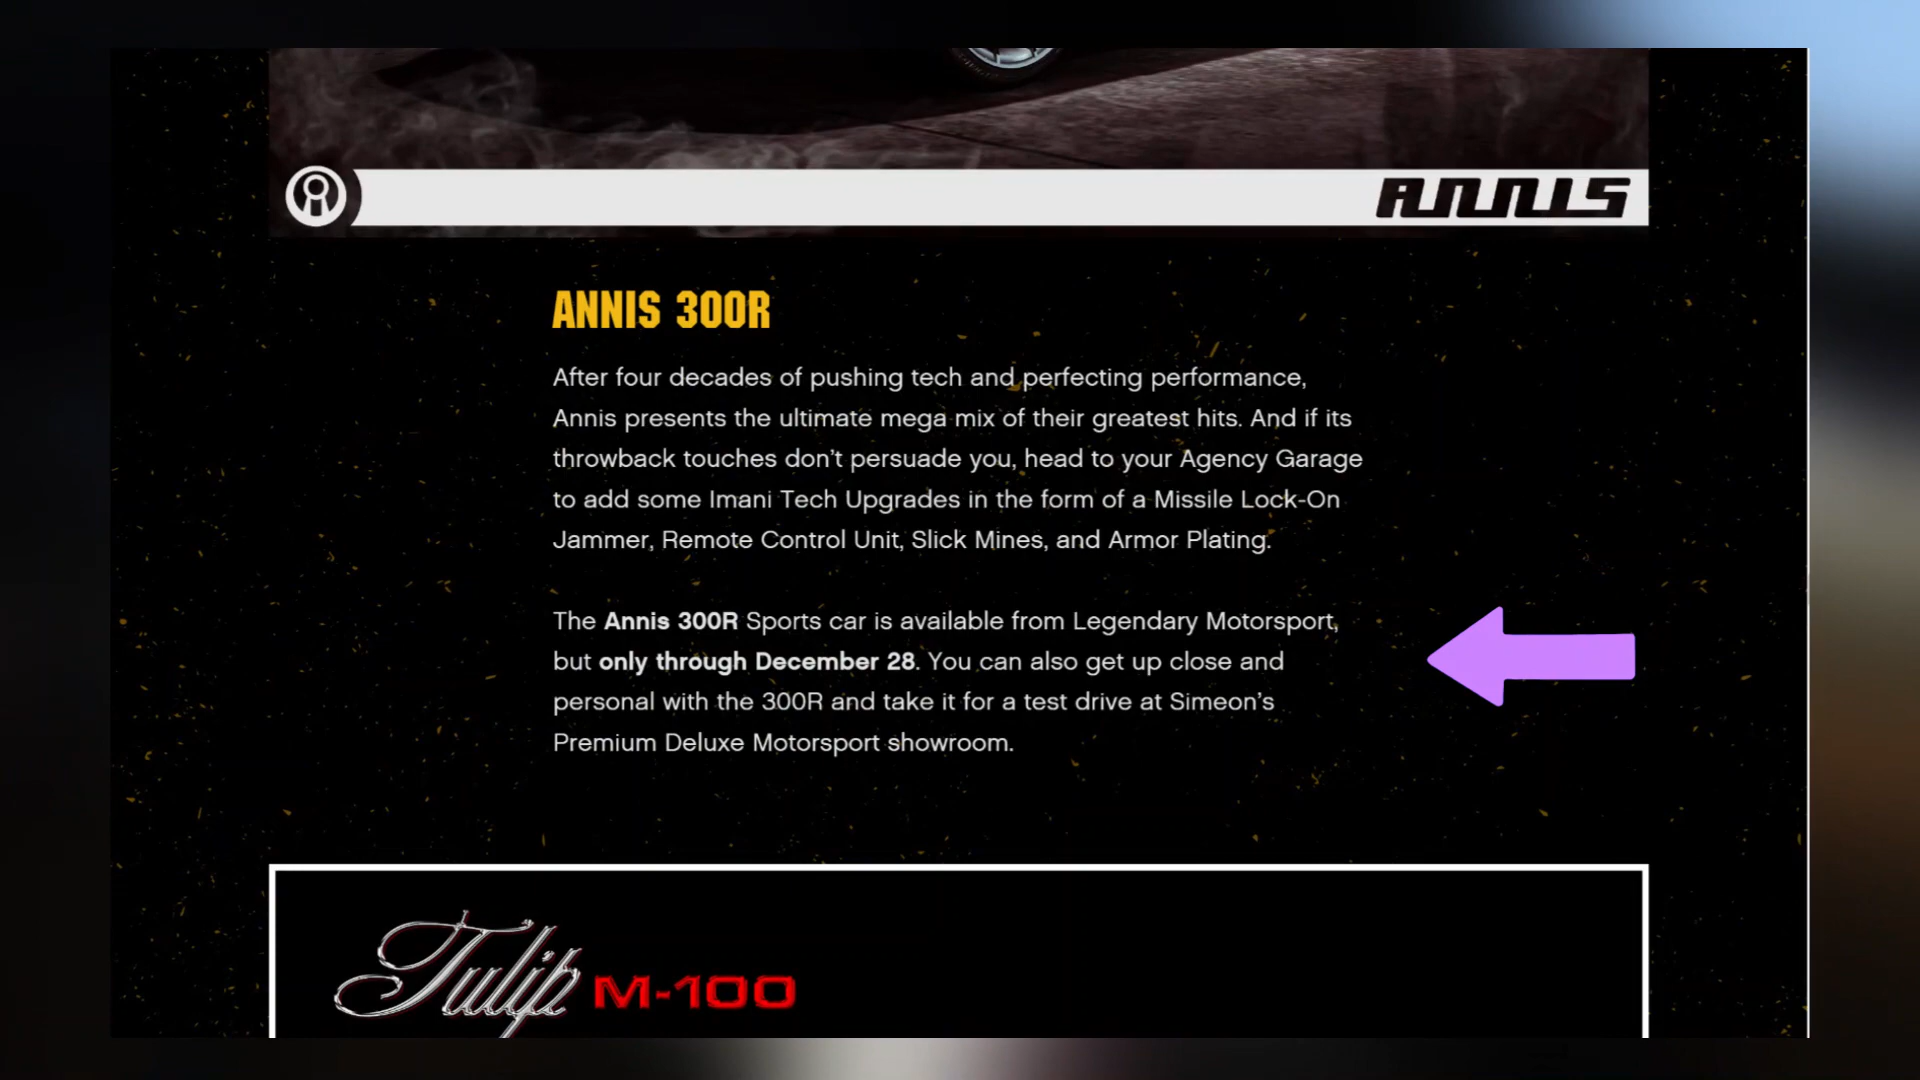 ANNIS
ANNIS 300R
After four decades of pushing tech and perfecting performance,
Annis presents the ultimate mega mix of their greatest hits. And if its
throwback touches don't persuade you, head to your Agency Garage
to add some Imani Tech Upgrades in the form of a Missile Lock-On
Jammer, Remote Control Unit, Slick Mines, and Armor Plating.
The Annis 300R Sports car is available from Legendary Motorsport,
but only through December 28. You can also get up close and
personal with the 300R and take it for a test drive at Simeon's
Premium Deluxe Motorsport showroom.
Tulip M-100